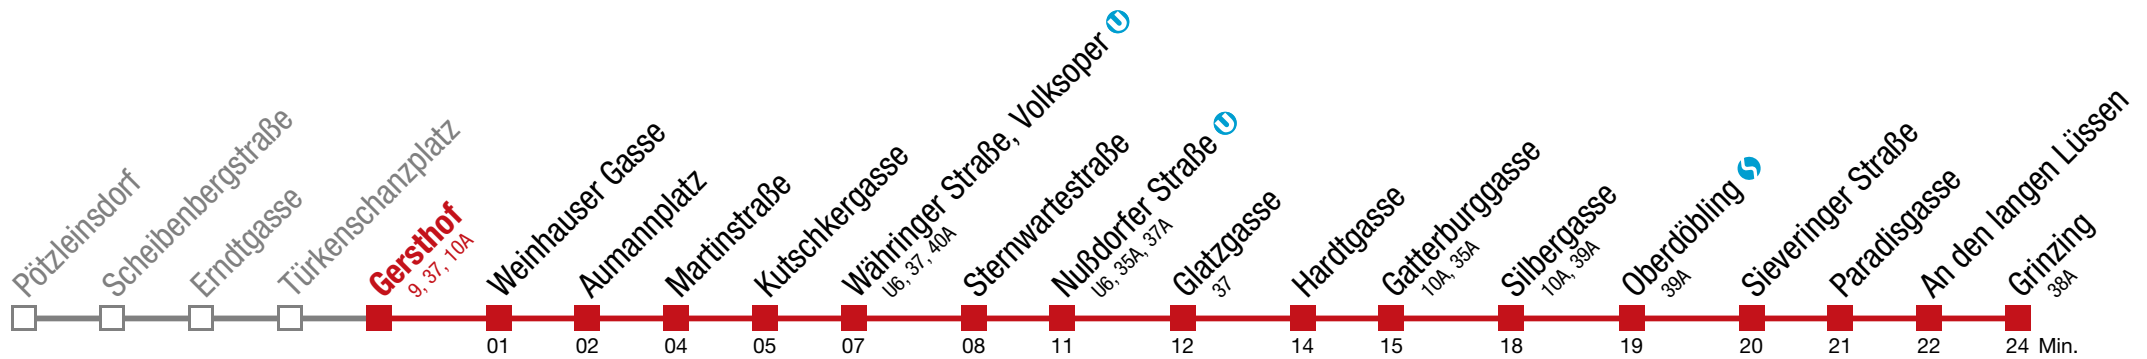 Pötzleinsdorf
Scheibenbergstraße
Erndtgasse
Türkenschanzplatz
Gersthof
9, 37, 10A
Weinhauser Gasse
Aumannplatz
Martinstraße
Kutschkergasse
Währinger Straße, Volksoper U
U6, 37, 40A
Sternwartestraße
Nußdorfer Straße U
U6, 35A, 37A
Glatzgasse
37
Hardtgasse
Gatterburggasse
10A, 35A
Silbergasse
10A, 39A
Oberdöbling S
39A
Sieveringer Straße
Paradisgasse
An den langen Lüssen
Grinzing
38A
01 02 04 05 07 08 11 12 14 15 18 19 20 21 22 24 Min.